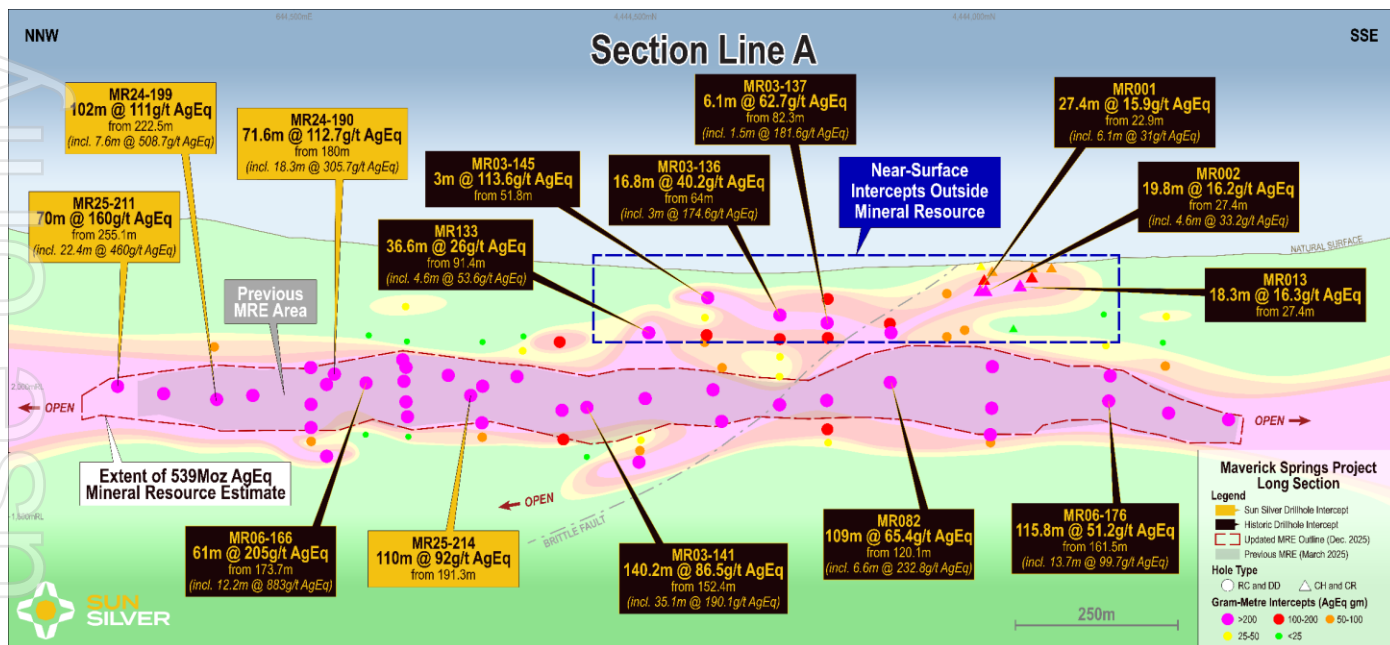 644,500mE
4,444,500mN
4,444,000mN
NNW
SSE
Section Line A
MR24-199
102m @ 111g/t AgEq
from 222.5m
(incl. 7.6m @ 508.7g/t AgEq)
MR24-190
71.6m @ 112.7g/t AgEq
from 180m
(incl. 18.3m @ 305.7g/t AgEq)
MR25-211
70m @ 160g/t AgEq
from 255.1m
(incl. 22.4m @ 460g/t AgEq)
MR03-145
3m @ 113.6g/t AgEq
from 51.8m
MR133
36.6m @ 26g/t AgEq
from 91.4m
(incl. 4.6m @ 53.6g/t AgEq)
MR03-137
6.1m @ 62.7g/t AgEq
from 82.3m
(incl. 1.5m @ 181.6g/t AgEq)
MR03-136
16.8m @ 40.2g/t AgEq
from 64m
(incl. 3m @ 174.6g/t AgEq)
Near-Surface
Intercepts Outside
Mineral Resource
MR001
27.4m @ 15.9g/t AgEq
from 22.9m
(incl. 6.1m @ 31g/t AgEq)
MR002
19.8m @ 16.2g/t AgEq
from 27.4m
(incl. 4.6m @ 33.2g/t AgEq)
NATURAL SURFACE
MR013
18.3m @ 16.3g/t AgEq
from 27.4m
Previous
MRE Area
2,000mRL
OPEN
OPEN
OPEN
Extent of 539Moz AgEq
Mineral Resource Estimate
1,500mRL
BRITTLE FAULT
MR06-166
61m @ 205g/t AgEq
from 173.7m
(incl. 12.2m @ 883g/t AgEq)
MR25-214
110m @ 92g/t AgEq
from 191.3m
MR03-141
140.2m @ 86.5g/t AgEq
from 152.4m
(incl. 35.1m @ 190.1g/t AgEq)
MR082
109m @ 65.4g/t AgEq
from 120.1m
(incl. 6.6m @ 232.8g/t AgEq)
MR06-176
115.8m @ 51.2g/t AgEq
from 161.5m
(incl. 13.7m @ 99.7g/t AgEq)
SUN
SILVER
250m
Maverick Springs Project
Long Section
Legend
Sun Silver Drillhole Intercept
Historic Drillhole Intercept
Updated MRE Outline (Dec. 2025)
Previous MRE (March 2025)
Hole Type
RC and DD
CH and CR
Gram-Metre Intercepts (AgEq gm)
>200
100-200
50-100
25-50
<25